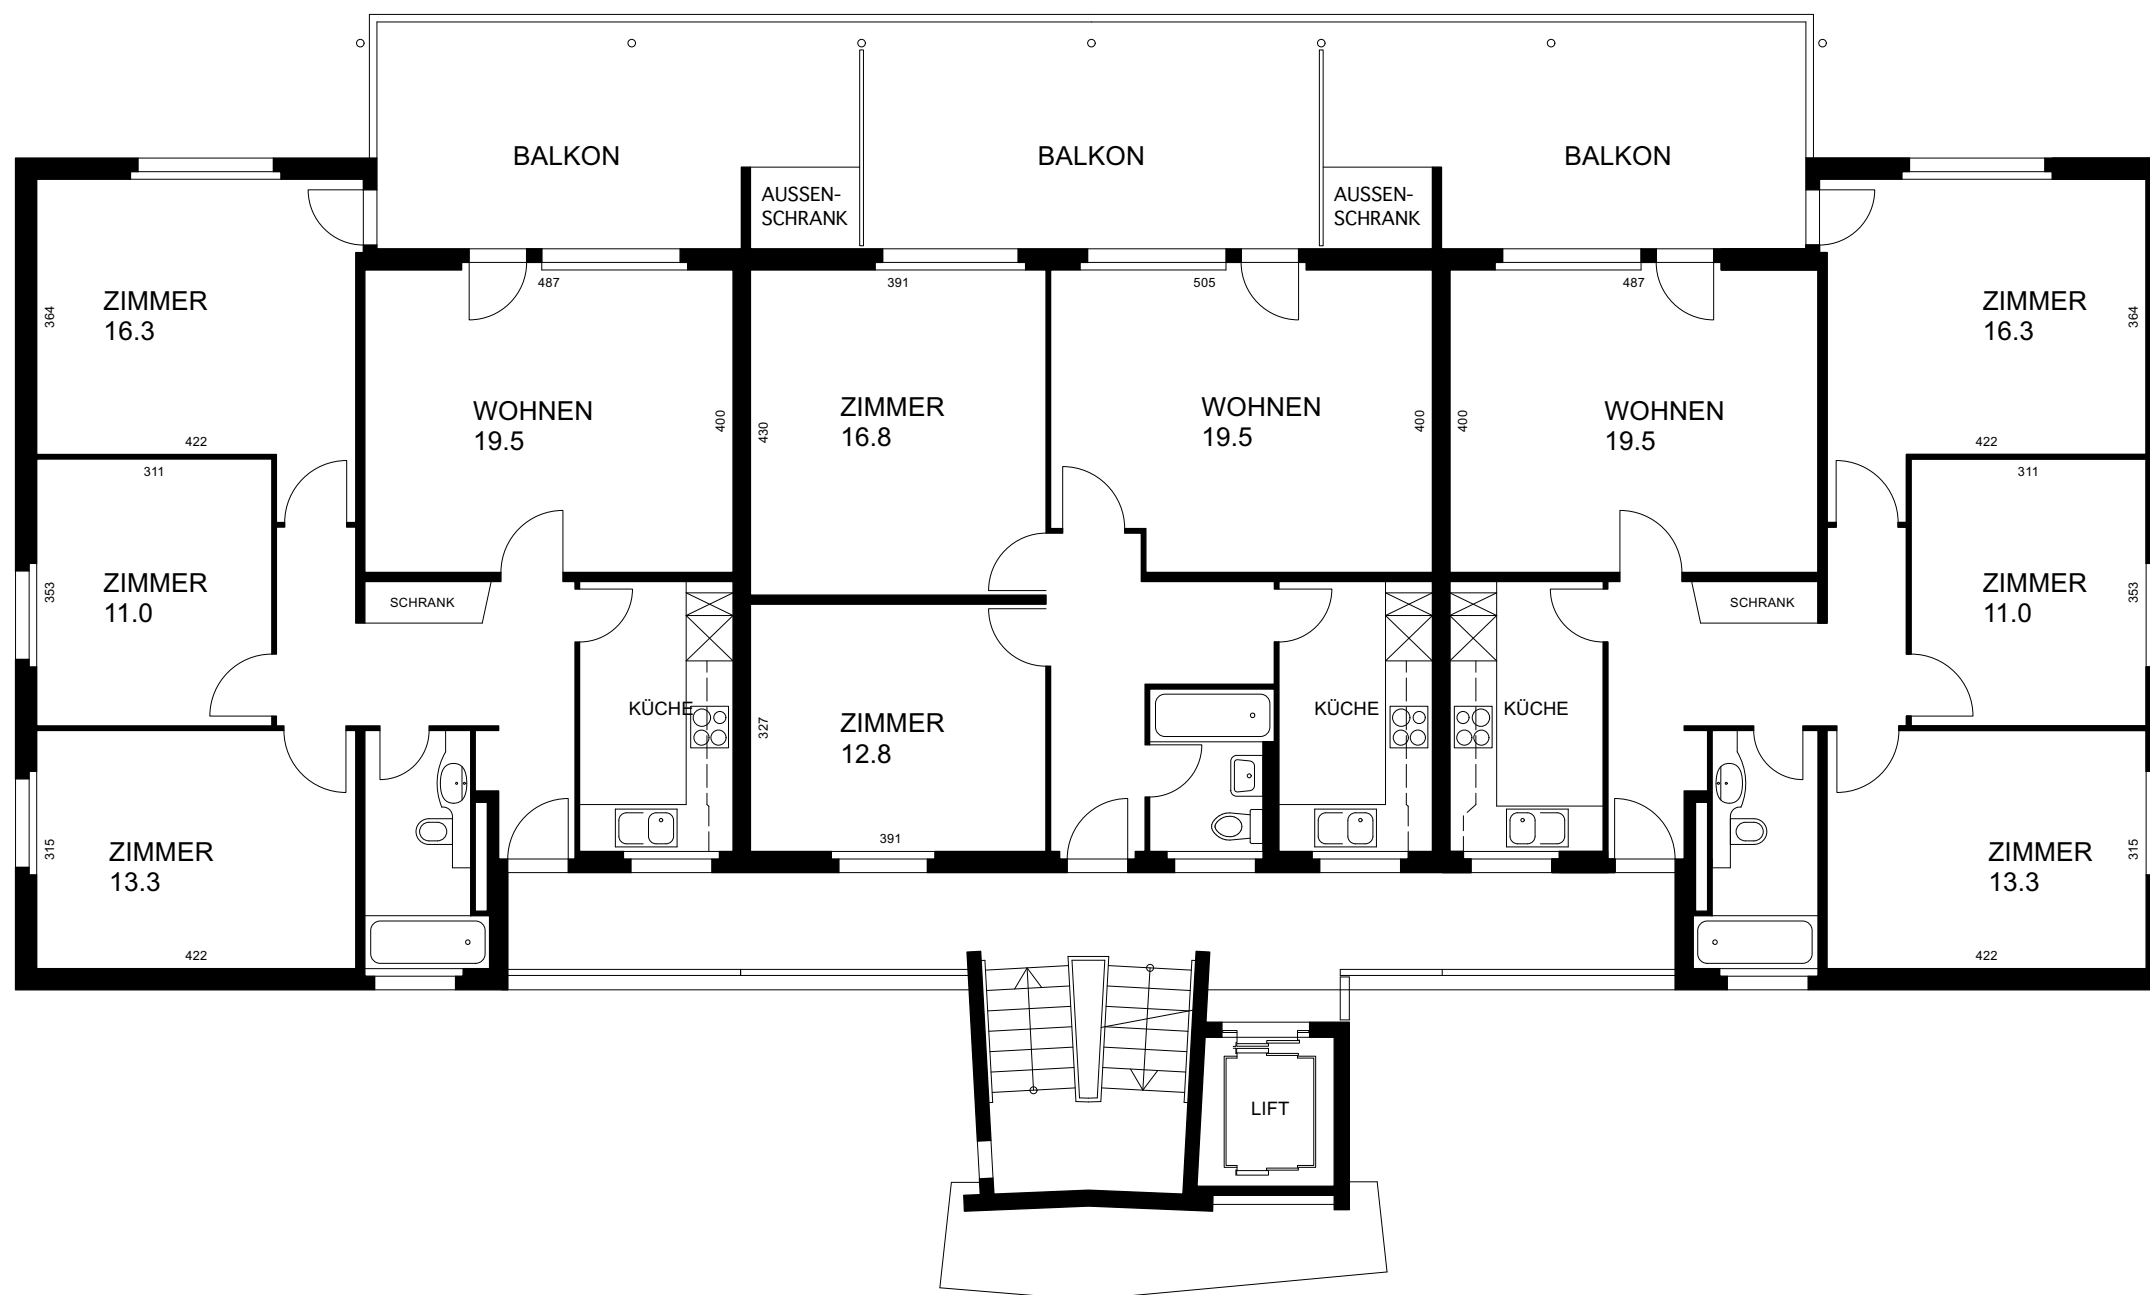 BALKON
BALKON
BALKON
AUSSEN-
SCHRANK
AUSSEN-
SCHRANK
487
391
505
487
ZIMMER
16.3
364
422
WOHNEN
19.5
400
ZIMMER
16.8
430
WOHNEN
19.5
400
400
WOHNEN
19.5
ZIMMER
16.3
364
422
311
ZIMMER
11.0
353
SCHRANK
SCHRANK
311
ZIMMER
11.0
353
KÜCHE
ZIMMER
12.8
327
391
KÜCHE
KÜCHE
ZIMMER
13.3
315
422
ZIMMER
13.3
315
422
LIFT